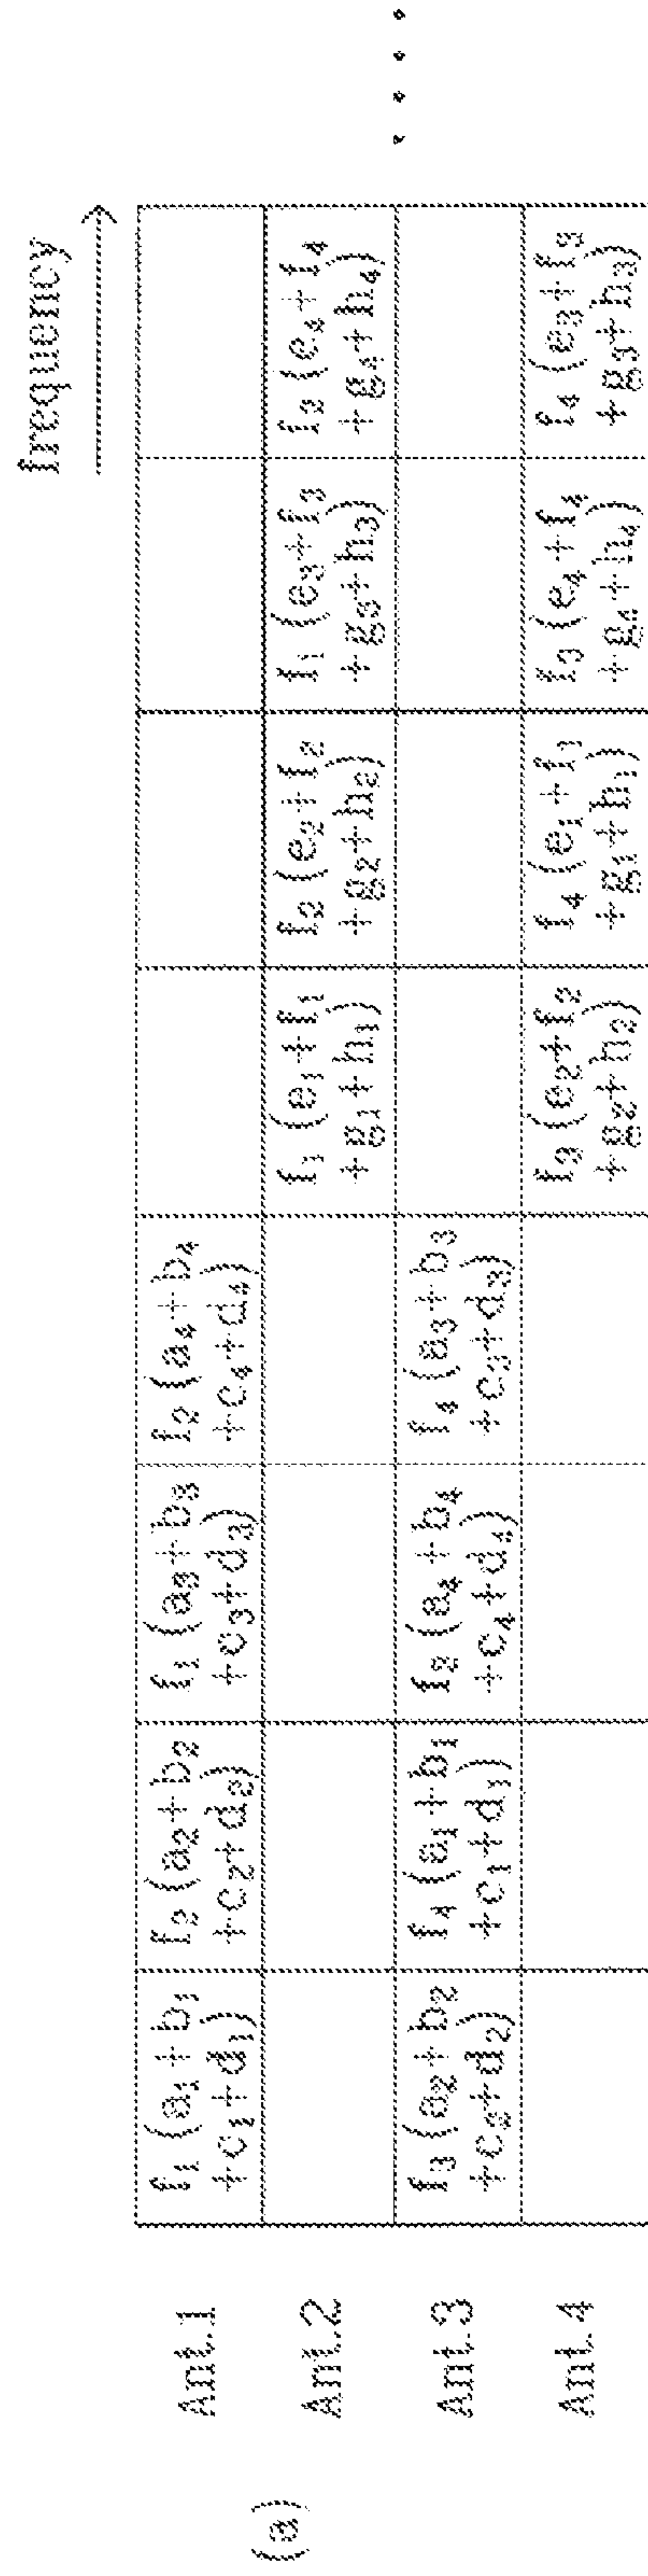 frequency
(a)
Ant.1 f₁ (a₁+b₁ +c₁+d₁) f₂ (a₂+b₂ +c₂+d₂) f₁ (a₃+b₃ +c₃+d₃) f₂ (a₄+b₄ +c₄+d₄)
Ant.2 f₁ (e₁+f₁ +g₁+h₁) f₂ (e₂+f₂ +g₂+h₂) f₁ (e₃+f₃ +g₃+h₃) f₂ (e₄+f₄ +g₄+h₄)
Ant.3 f₃ (a₂+b₂ +c₂+d₂) f₄ (a₁+b₁ +c₁+d₁) (a₄+b₄ +c₄+d₄) f₄ (a₃+b₃ +c₃+d₃)
Ant.4 f₃ (e₂+f₂ +g₂+h₂) f₄ (e₁+f₁ +g₁+h₁) f₃ (e₄+f₄ +g₄+h₄) f₄ (e₃+f₃ +g₃+h₃)